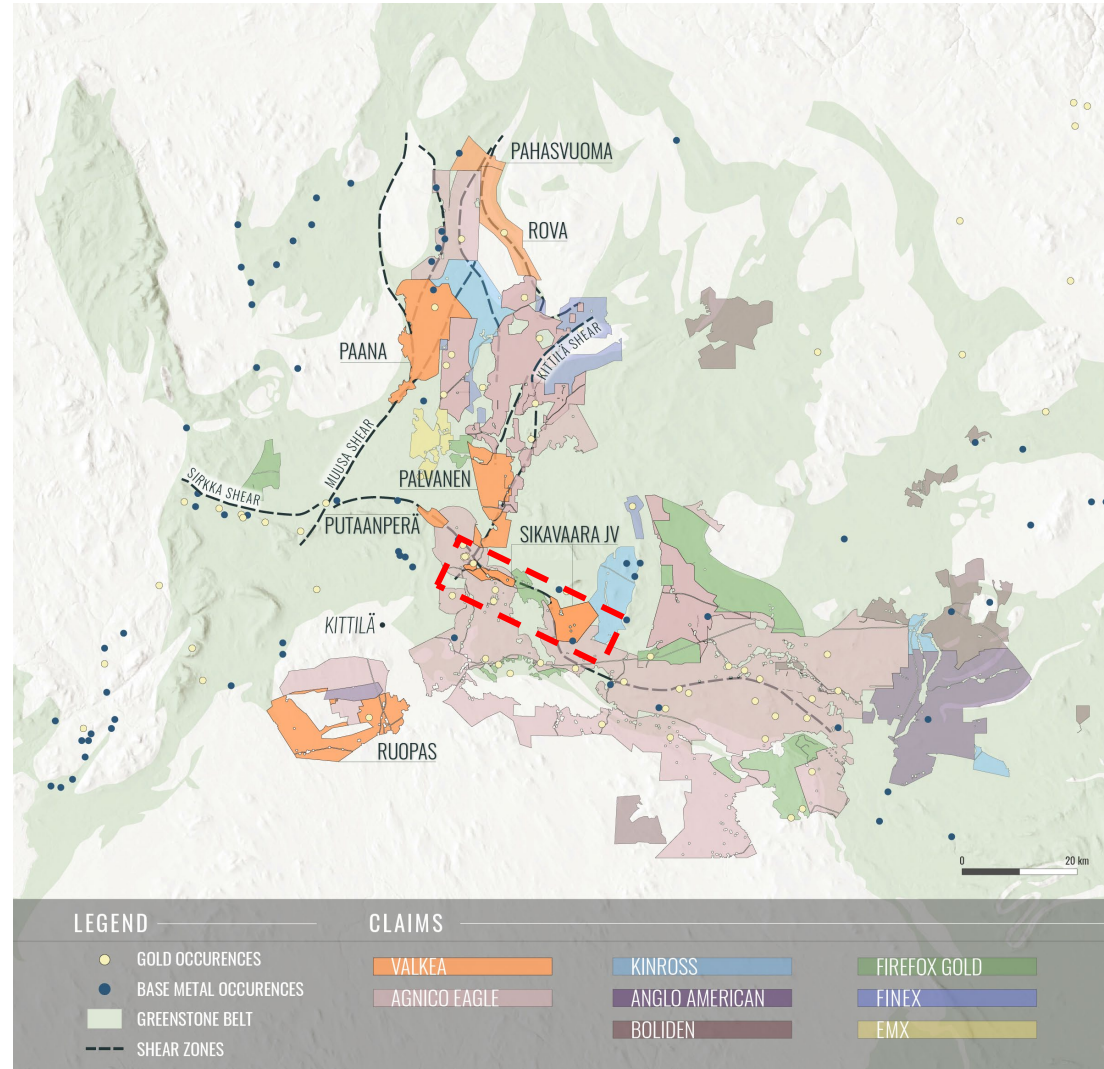 PAHASVUOMA
ROVA
PAANA
KITTILÄ SHEAR
MUUSA SHEAR
SIRKKA SHEAR
PALVANEN
PUTAANPERÄ
SIKAVAARA JV
KITTILÄ
RUOPAS
0 20 km
LEGEND
GOLD OCCURENCES
BASE METAL OCCURENCES
GREENSTONE BELT
SHEAR ZONES
CLAIMS
VALKEA
AGNICO EAGLE
KINROSS
ANGLO AMERICAN
BOLIDEN
FIREFOX GOLD
FINEX
EMX